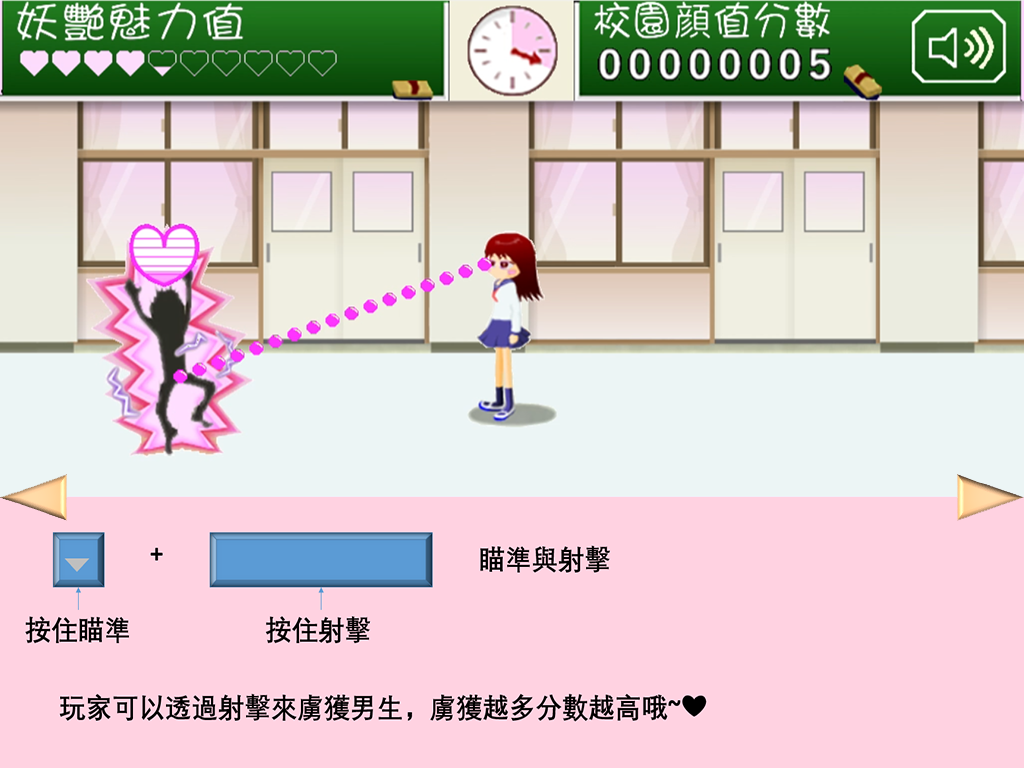 妖艷魅力值
校園顏值分數
00000005
+
瞄準與射擊
按住瞄準
按住射擊
玩家可以透過射擊來虜獲男生，虜獲越多分數越高哦~♥